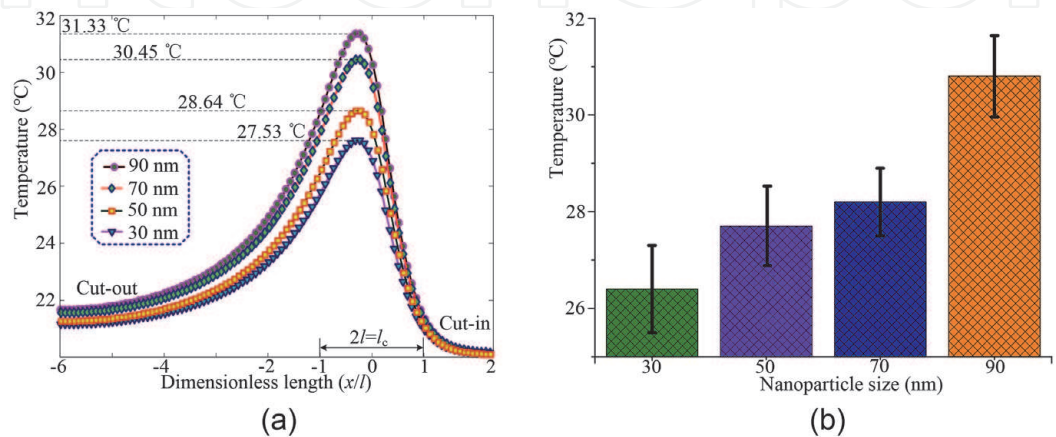 32
31.33 ℃
30.45 ℃
30
28.64 ℃
28
27.53 ℃
26
24
22
Temperature (℃)
90 nm
70 nm
50 nm
30 nm
Cut-out
Cut-in
2l=lc
-6 -4 -2 -1 0 1 2
Dimensionless length (x/l)
(a)
32
30
28
26
24
Temperature (℃)
30 50 70 90
Nanoparticle size (nm)
(b)